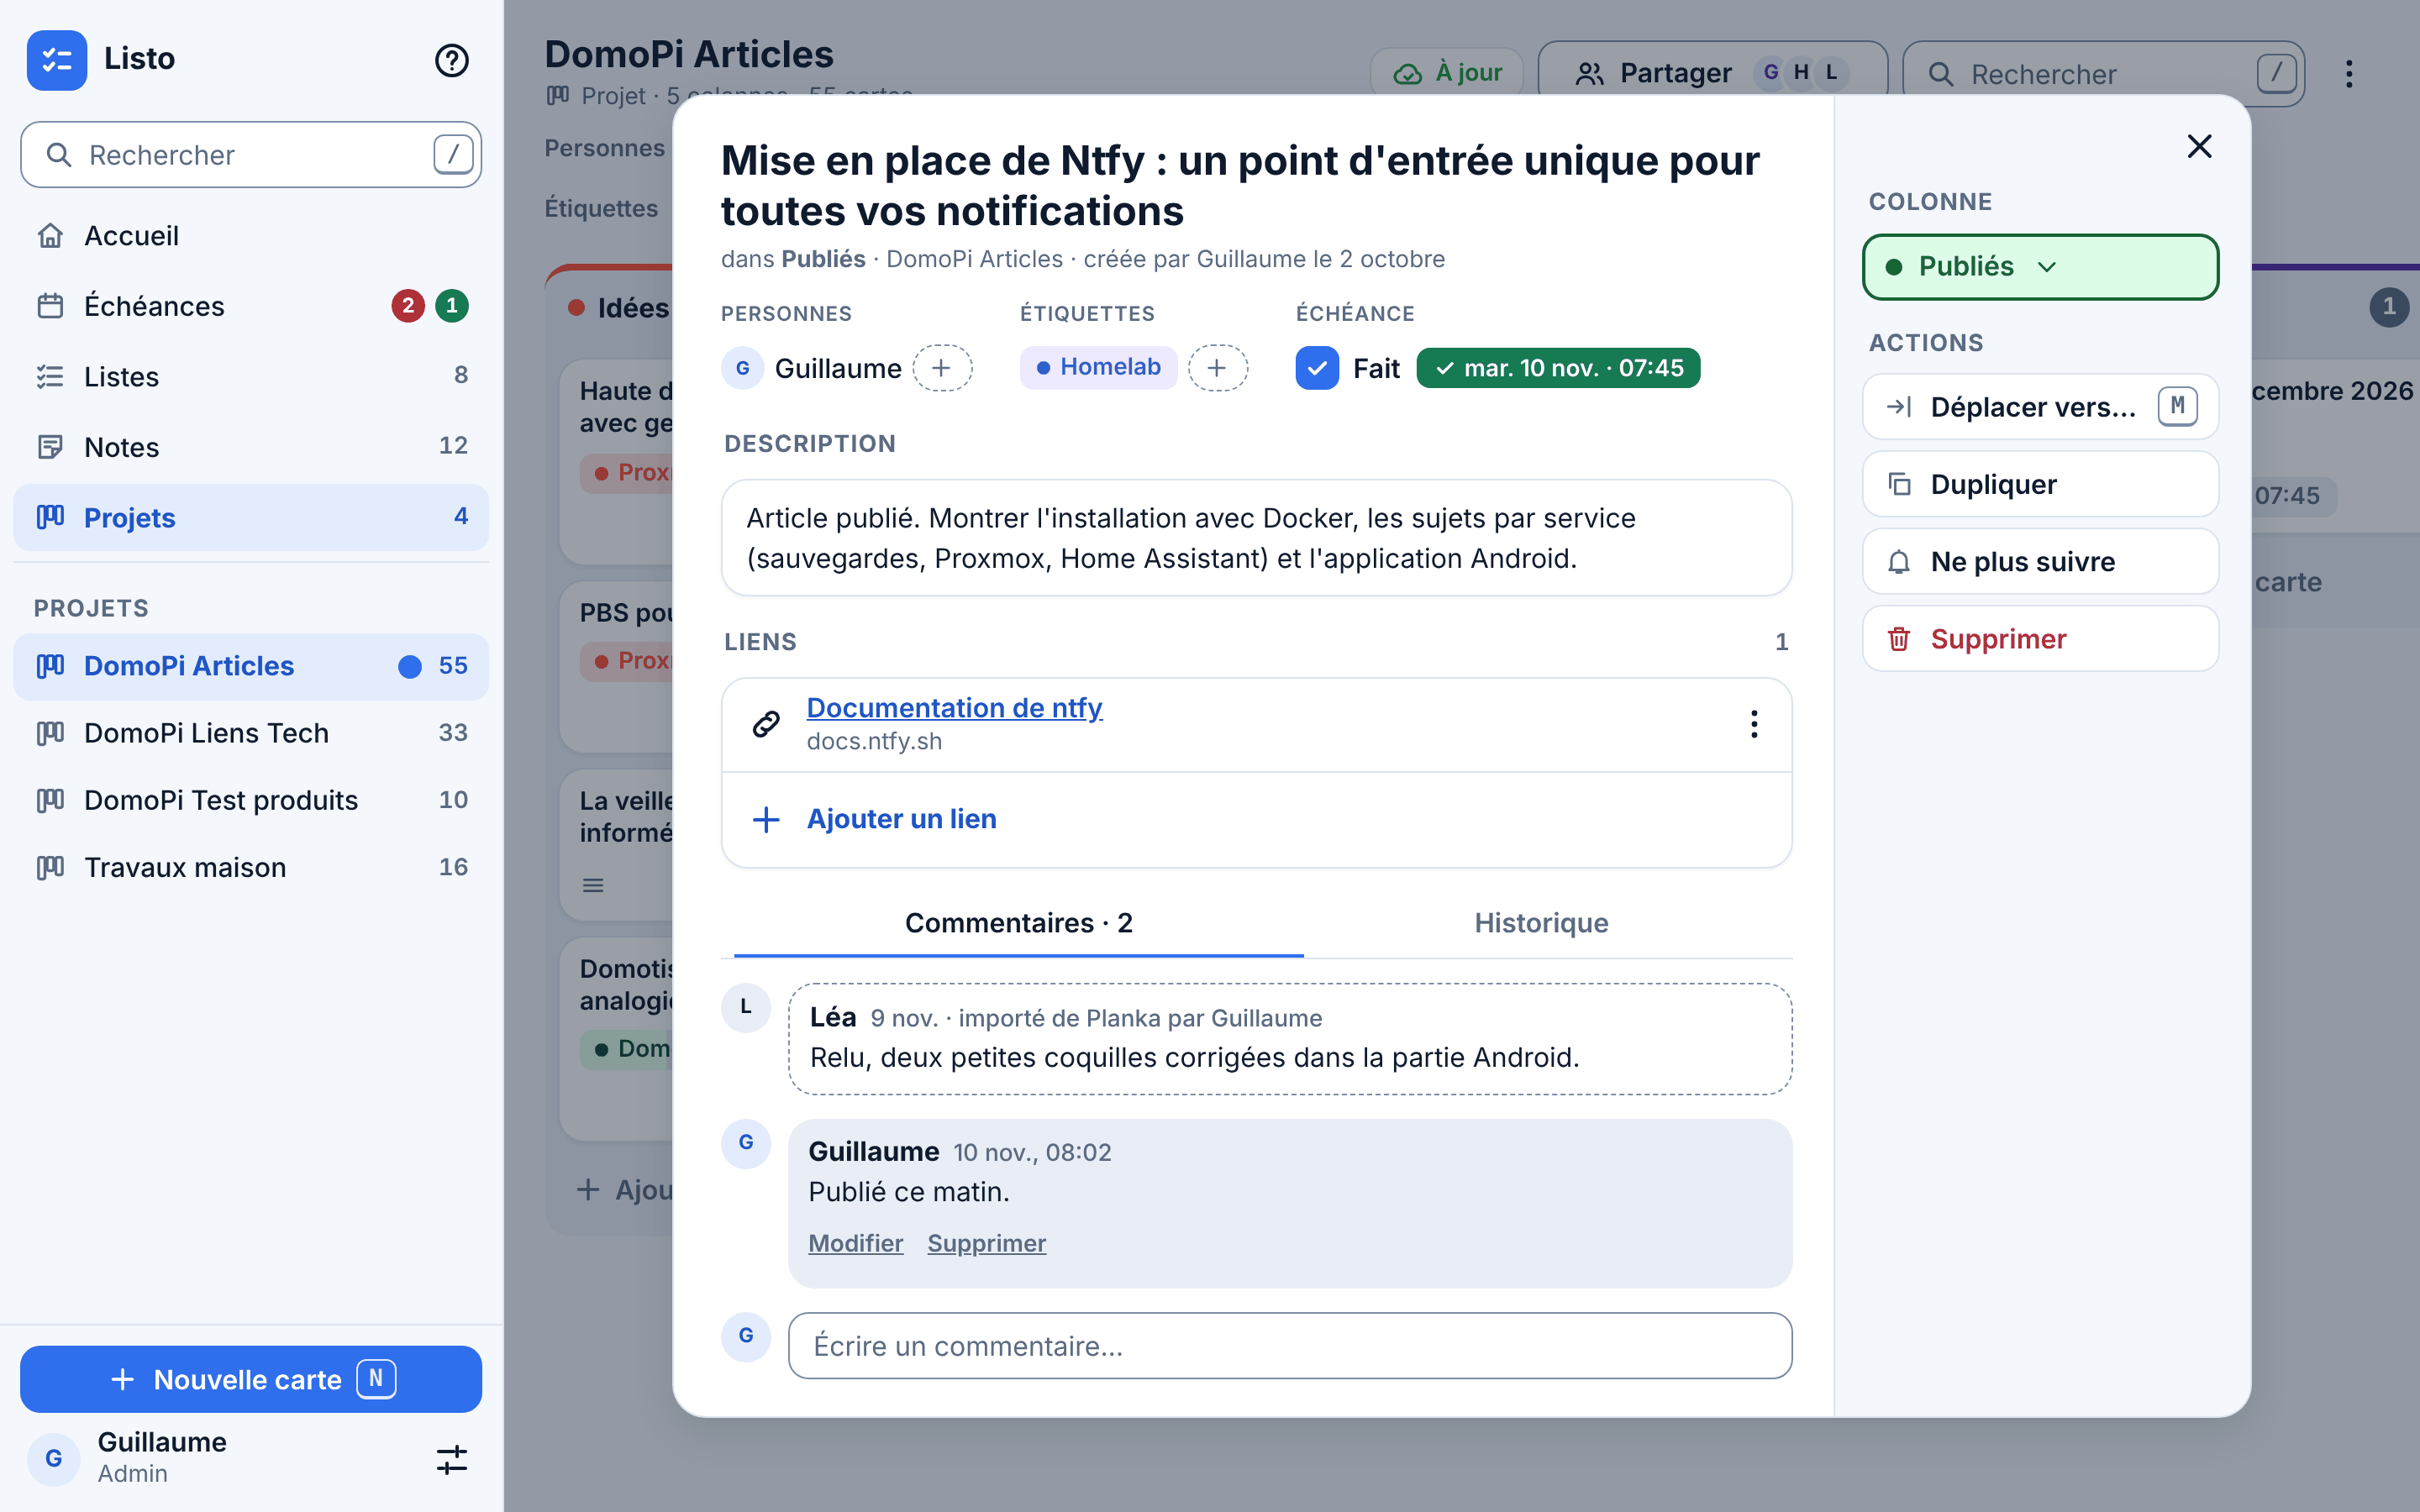 Listo
Rechercher /
Accueil
Échéances 2 1
Listes 8
Notes 12
Projets 4
PROJETS
DomoPi Articles 55
DomoPi Liens Tech 33
DomoPi Test produits 10
Travaux maison 16
Nouvelle carte N
G Guillaume
Admin
DomoPi Articles
Projet · 5 colonnes · 55 cartes
À jour
Partager G H L
Rechercher /
Personnes
Étiquettes
Idées
Haute d
avec ge
Prox
PBS pou
Prox
La veille
informé
Domotis
analogi
Dom
Ajou
1
cembre 2026
07:45
carte
Mise en place de Ntfy : un point d'entrée unique pour
toutes vos notifications
dans Publiés · DomoPi Articles · créée par Guillaume le 2 octobre
PERSONNES
G Guillaume
ÉTIQUETTES
Homelab
ÉCHÉANCE
Fait mar. 10 nov. · 07:45
DESCRIPTION
Article publié. Montrer l'installation avec Docker, les sujets par service
(sauvegardes, Proxmox, Home Assistant) et l'application Android.
LIENS 1
Documentation de ntfy
docs.ntfy.sh
Ajouter un lien
Commentaires · 2
Historique
L
Léa 9 nov. · importé de Planka par Guillaume
Relu, deux petites coquilles corrigées dans la partie Android.
G
Guillaume 10 nov., 08:02
Publié ce matin.
Modifier Supprimer
G
Écrire un commentaire...
COLONNE
Publiés
ACTIONS
Déplacer vers... M
Dupliquer
Ne plus suivre
Supprimer